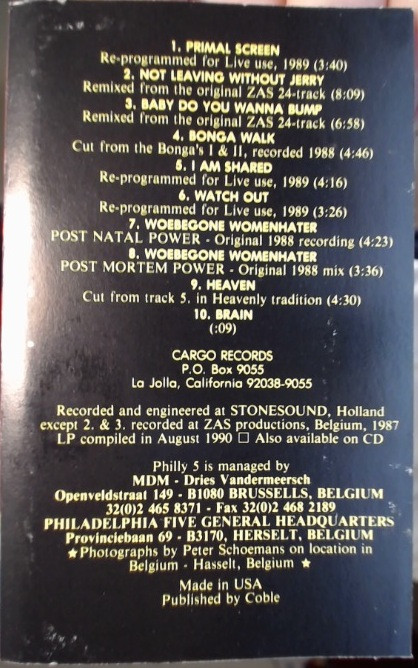 1. PRIMAL SCREEN
Re-programmed for Live use, 1989 (3:40)
2. NOT LEAVING WITHOUT JERRY
Remixed from the original ZAS 24-track (8:09)
3. BABY DO YOU WANNA BUMP
Remixed from the original ZAS 24-track (6:58)
4. BONGA WALK
Cut from the Bonga's I & II, recorded 1988 (4:46)
5. I AM SHARED
Re-programmed for Live use, 1989 (4:16)
6. WATCH OUT
Re-programmed for Live use, 1989 (3:26)
7. WOEBEGONE WOMENHATER
POST NATAL POWER - Original 1988 recording (4:23)
8. WOEBEGONE WOMENHATER
POST MORTEM POWER - Original 1988 mix (3:36)
9. HEAVEN
Cut from track 5. in Heavenly tradition (4:30)
10. BRAIN
(:09)
CARGO RECORDS
P.O. Box 9055
La Jolla, California 92038-9055
Recorded and engineered at STONESOUND, Holland
except 2. & 3. recorded at ZAS productions, Belgium, 1987
LP compiled in August 1990 □ Also available on CD
Philly 5 is managed by
MDM - Dries Vandermeersch
Openveldstraat 149 - B1080 BRUSSELLS, BELGIUM
32(0)2 465 8371 - Fax 32(0)2 468 2189
PHILADELPHIA FIVE GENERAL HEADQUARTERS
Provinciebaan 69 - B3170, HERSELT, BELGIUM
★Photographs by Peter Schoemans on location in
Belgium - Hasselt, Belgium ★
Made in USA
Published by Coble